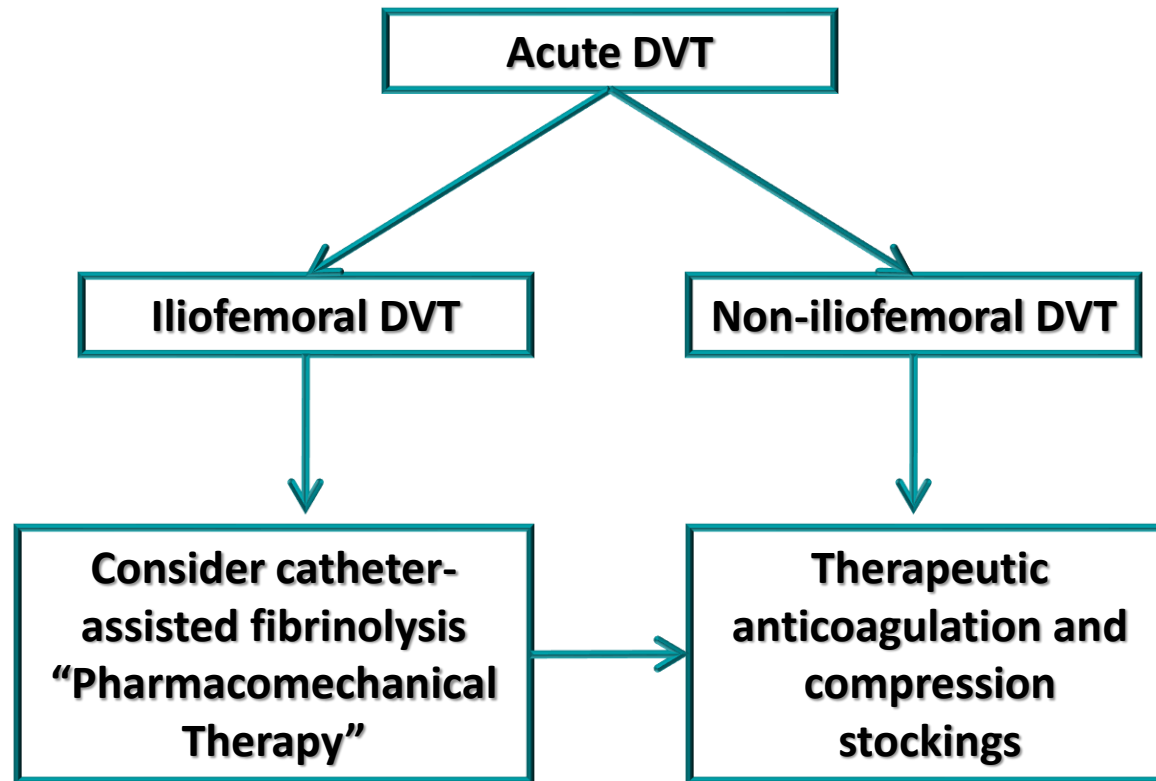 Acute DVT
Iliofemoral DVT
Non-iliofemoral DVT
Consider catheter-
assisted fibrinolysis
“Pharmacomechanical
Therapy”
Therapeutic
anticoagulation and
compression
stockings